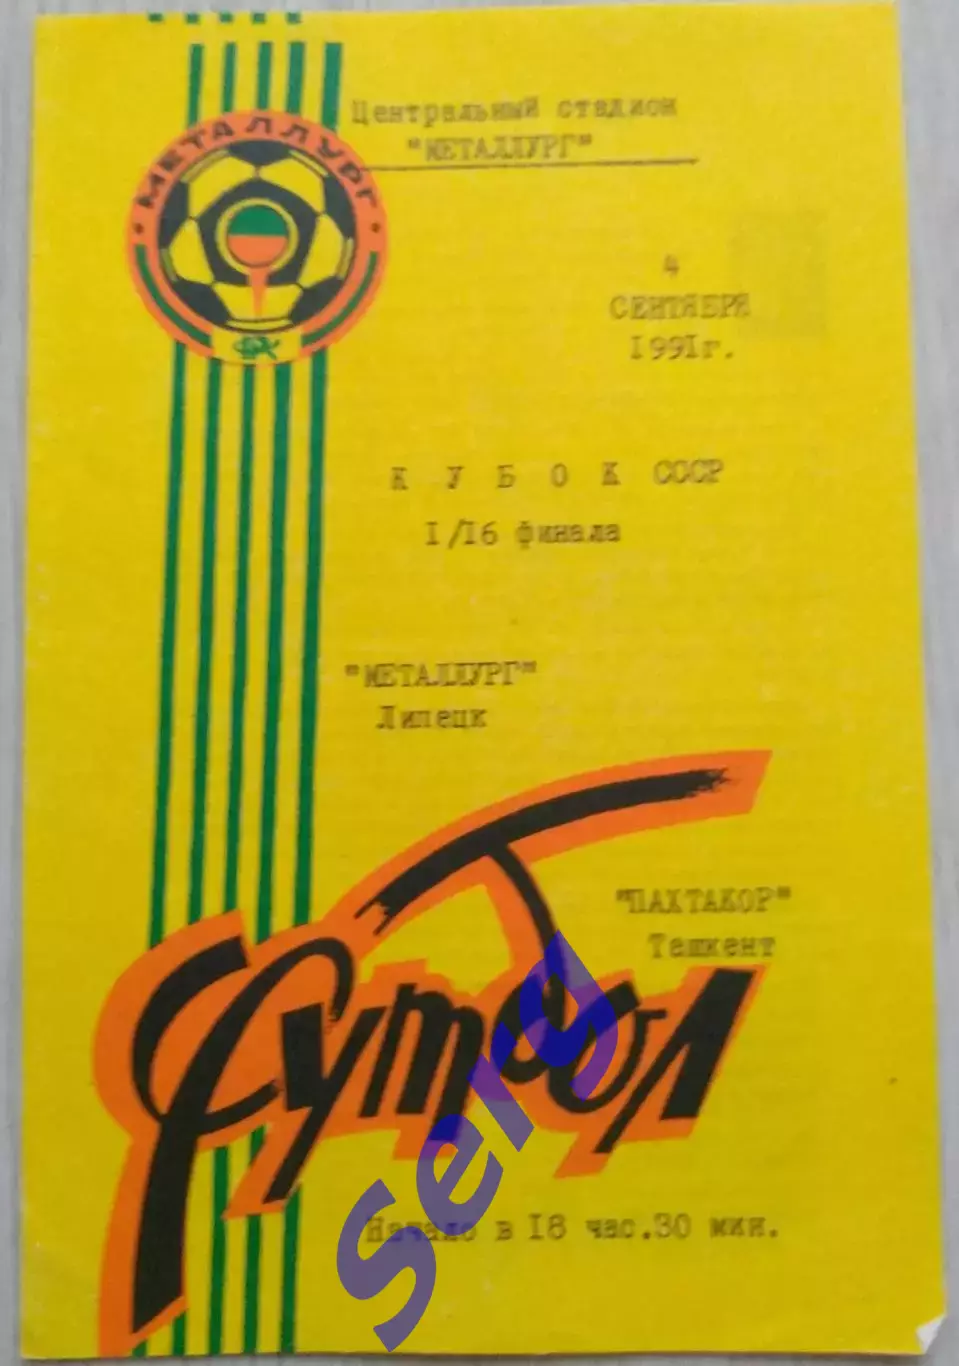 Центральный стадион
"МЕТАЛЛУРГ"
МЕТАЛЛУРГ
4
СЕНТЯБРЯ
1991г.
К У Б О К СССР
1/16 финала
"МЕТАЛЛУРГ"
Липецк
"ПАХТАКОР"
Ташкент
Футбол
Начало в 18 час.30 мин.
Serg